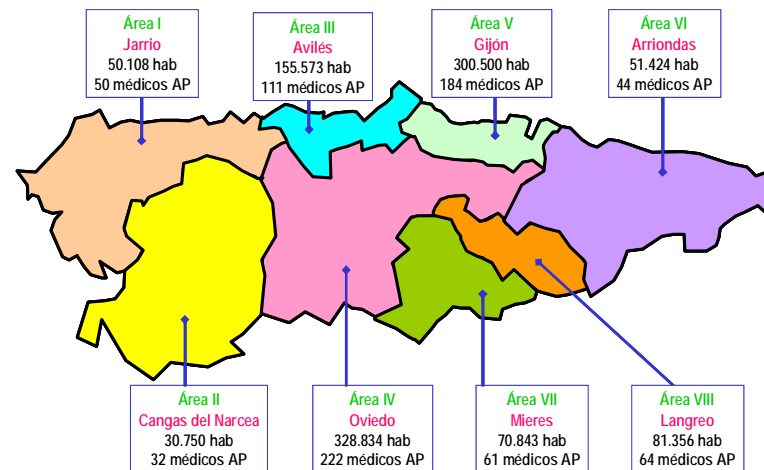 Área I
Jarrio
50.108 hab
50 médicos AP
Área III
Avilés
155.573 hab
111 médicos AP
Área V
Gijón
300.500 hab
184 médicos AP
Área VI
Arriondas
51.424 hab
44 médicos AP
Área II
Cangas del Narcea
30.750 hab
32 médicos AP
Área IV
Oviedo
328.834 hab
222 médicos AP
Área VII
Mieres
70.843 hab
61 médicos AP
Área VIII
Langreo
81.356 hab
64 médicos AP